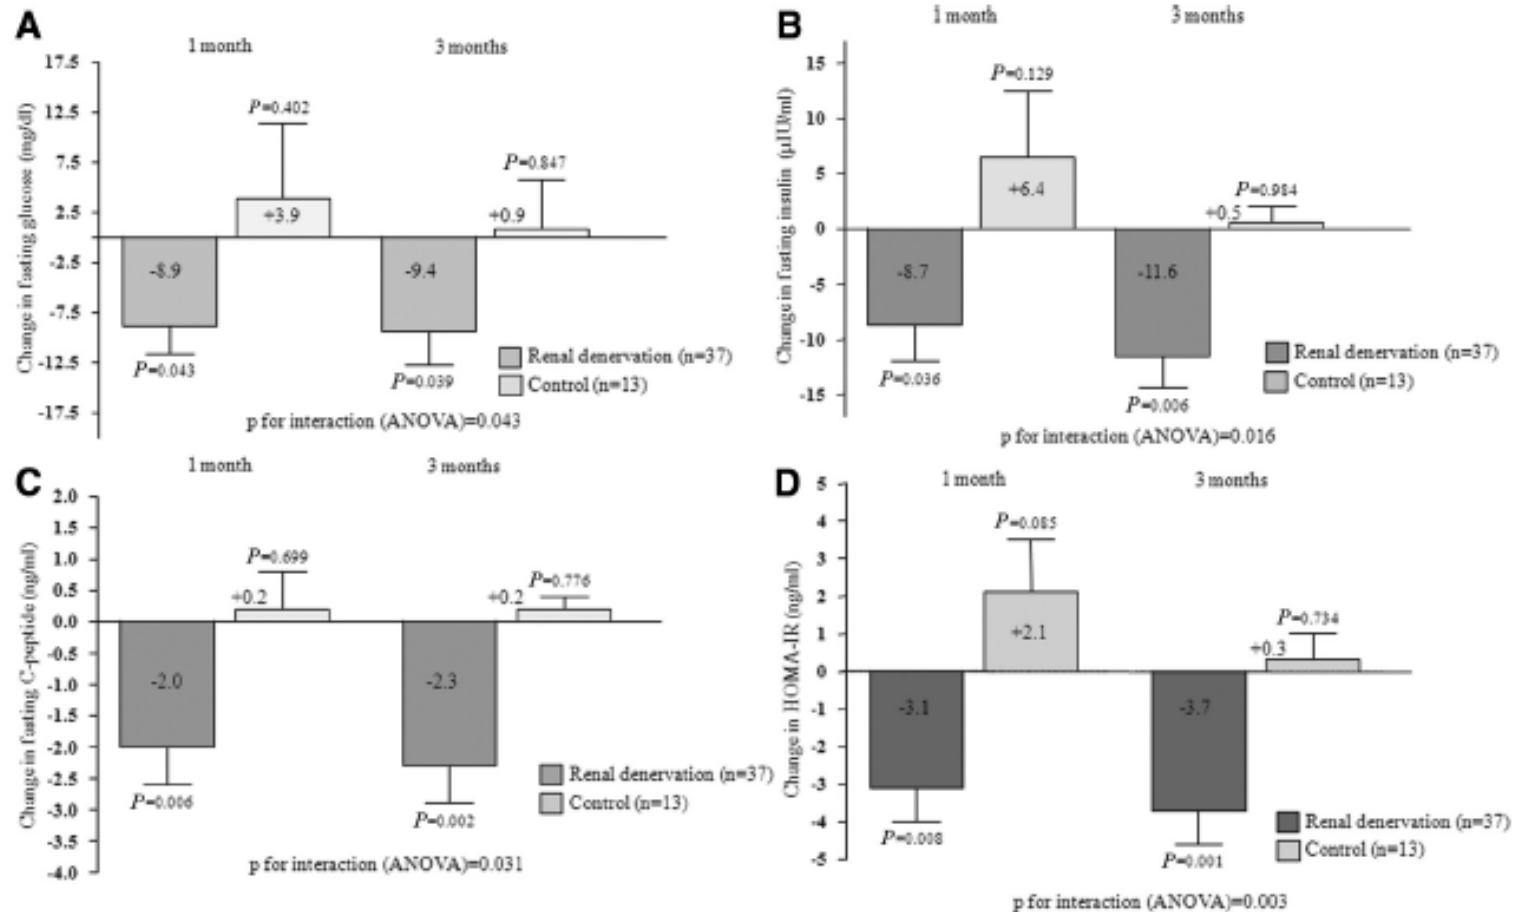 A
1 month
3 months
Change in fasting glucose (mg/dl)
17.5
12.5
7.5
2.5
-2.5
-7.5
-12.5
-17.5
P=0.402
P=0.847
+3.9
+0.9
-8.9
-9.4
P=0.043
P=0.039
Renal denervation (n=37)
Control (n=13)
p for interaction (ANOVA)=0.043
B
1 month
3 months
Change in fasting insulin (µIU/ml)
15
10
5
0
-5
-10
-15
P=0.129
P=0.984
+6.4
+0.5
-8.7
-11.6
P=0.036
P=0.006
Renal denervation (n=37)
Control (n=13)
p for interaction (ANOVA)=0.016
C
1 month
3 months
Change in fasting C-peptide (ng/ml)
2.0
1.5
1.0
0.5
0.0
-0.5
-1.0
-1.5
-2.0
-2.5
-3.0
-3.5
-4.0
P=0.699
P=0.776
+0.2
+0.2
-2.0
-2.3
P=0.006
P=0.002
Renal denervation (n=37)
Control (n=13)
p for interaction (ANOVA)=0.031
D
1 month
3 months
Change in HOMA-IR (ng/ml)
5
4
3
2
1
0
-1
-2
-3
-4
-5
P=0.085
P=0.734
+2.1
+0.3
-3.1
-3.7
P=0.008
P=0.001
Renal denervation (n=37)
Control (n=13)
p for interaction (ANOVA)=0.003